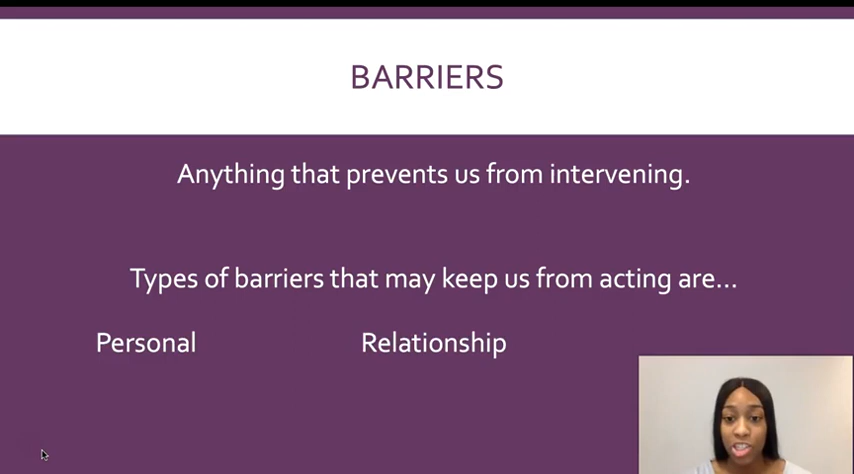 BARRIERS
Anything that prevents us from intervening.
Types of barriers that may keep us from acting are...
Personal Relationship